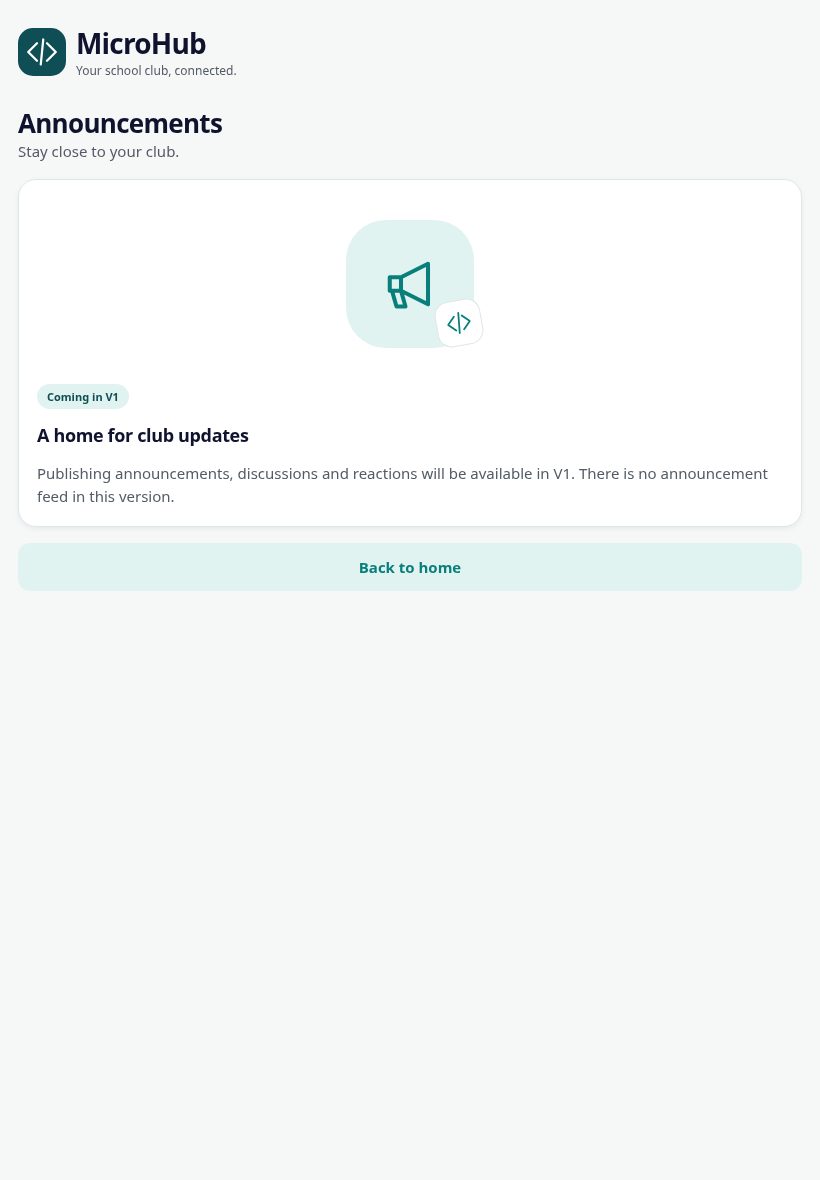 MicroHub
Your school club, connected.
Announcements
Stay close to your club.
Coming in V1
A home for club updates
Publishing announcements, discussions and reactions will be available in V1. There is no announcement
feed in this version.
Back to home